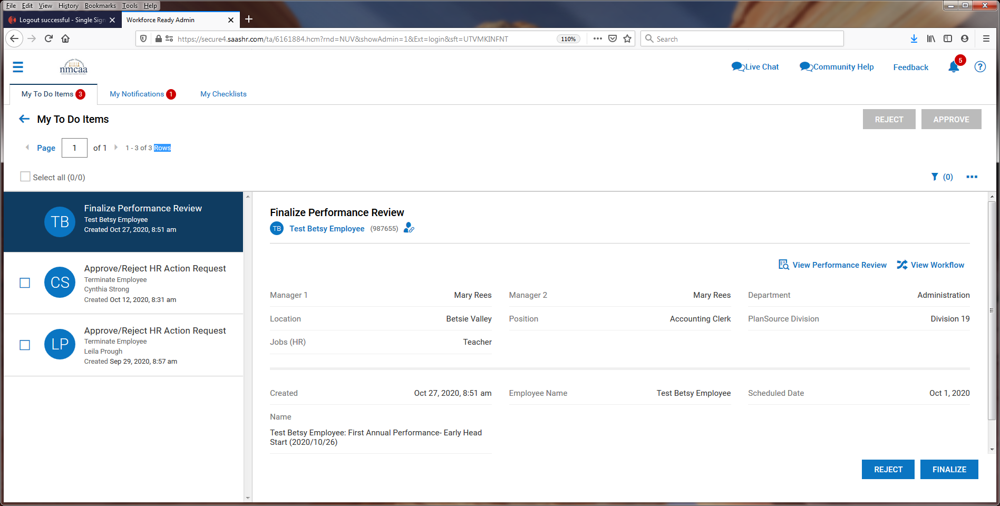 File Edit View History Bookmarks Tools Help
Logout successful - Single Sign
Workforce Ready Admin
https://secure4.saashr.com/ta/6161884.hcm?rnd=NUV&showAdmin=1&Ext=login&sft=UTVMKINFNT
110%
Search
nmcaa
Live Chat
Community Help
Feedback
5
?
My To Do Items 3
My Notifications 1
My Checklists
My To Do Items
REJECT
APPROVE
Page 1 of 1
1 - 3 of 3 Rows
Select all (0/0)
(0)
TB
Finalize Performance Review
Test Betsy Employee
Created Oct 27, 2020, 8:51 am
CS
Approve/Reject HR Action Request
Terminate Employee
Cynthia Strong
Created Oct 12, 2020, 8:31 am
LP
Approve/Reject HR Action Request
Terminate Employee
Leila Prough
Created Sep 29, 2020, 8:57 am
Finalize Performance Review
TB Test Betsy Employee (987655)
View Performance Review
View Workflow
Manager 1 Mary Rees
Manager 2 Mary Rees
Department Administration
Location Betsie Valley
Position Accounting Clerk
PlanSource Division Division 19
Jobs (HR) Teacher
Created Oct 27, 2020, 8:51 am
Employee Name Test Betsy Employee
Scheduled Date Oct 1, 2020
Name
Test Betsy Employee: First Annual Performance- Early Head
Start (2020/10/26)
REJECT
FINALIZE